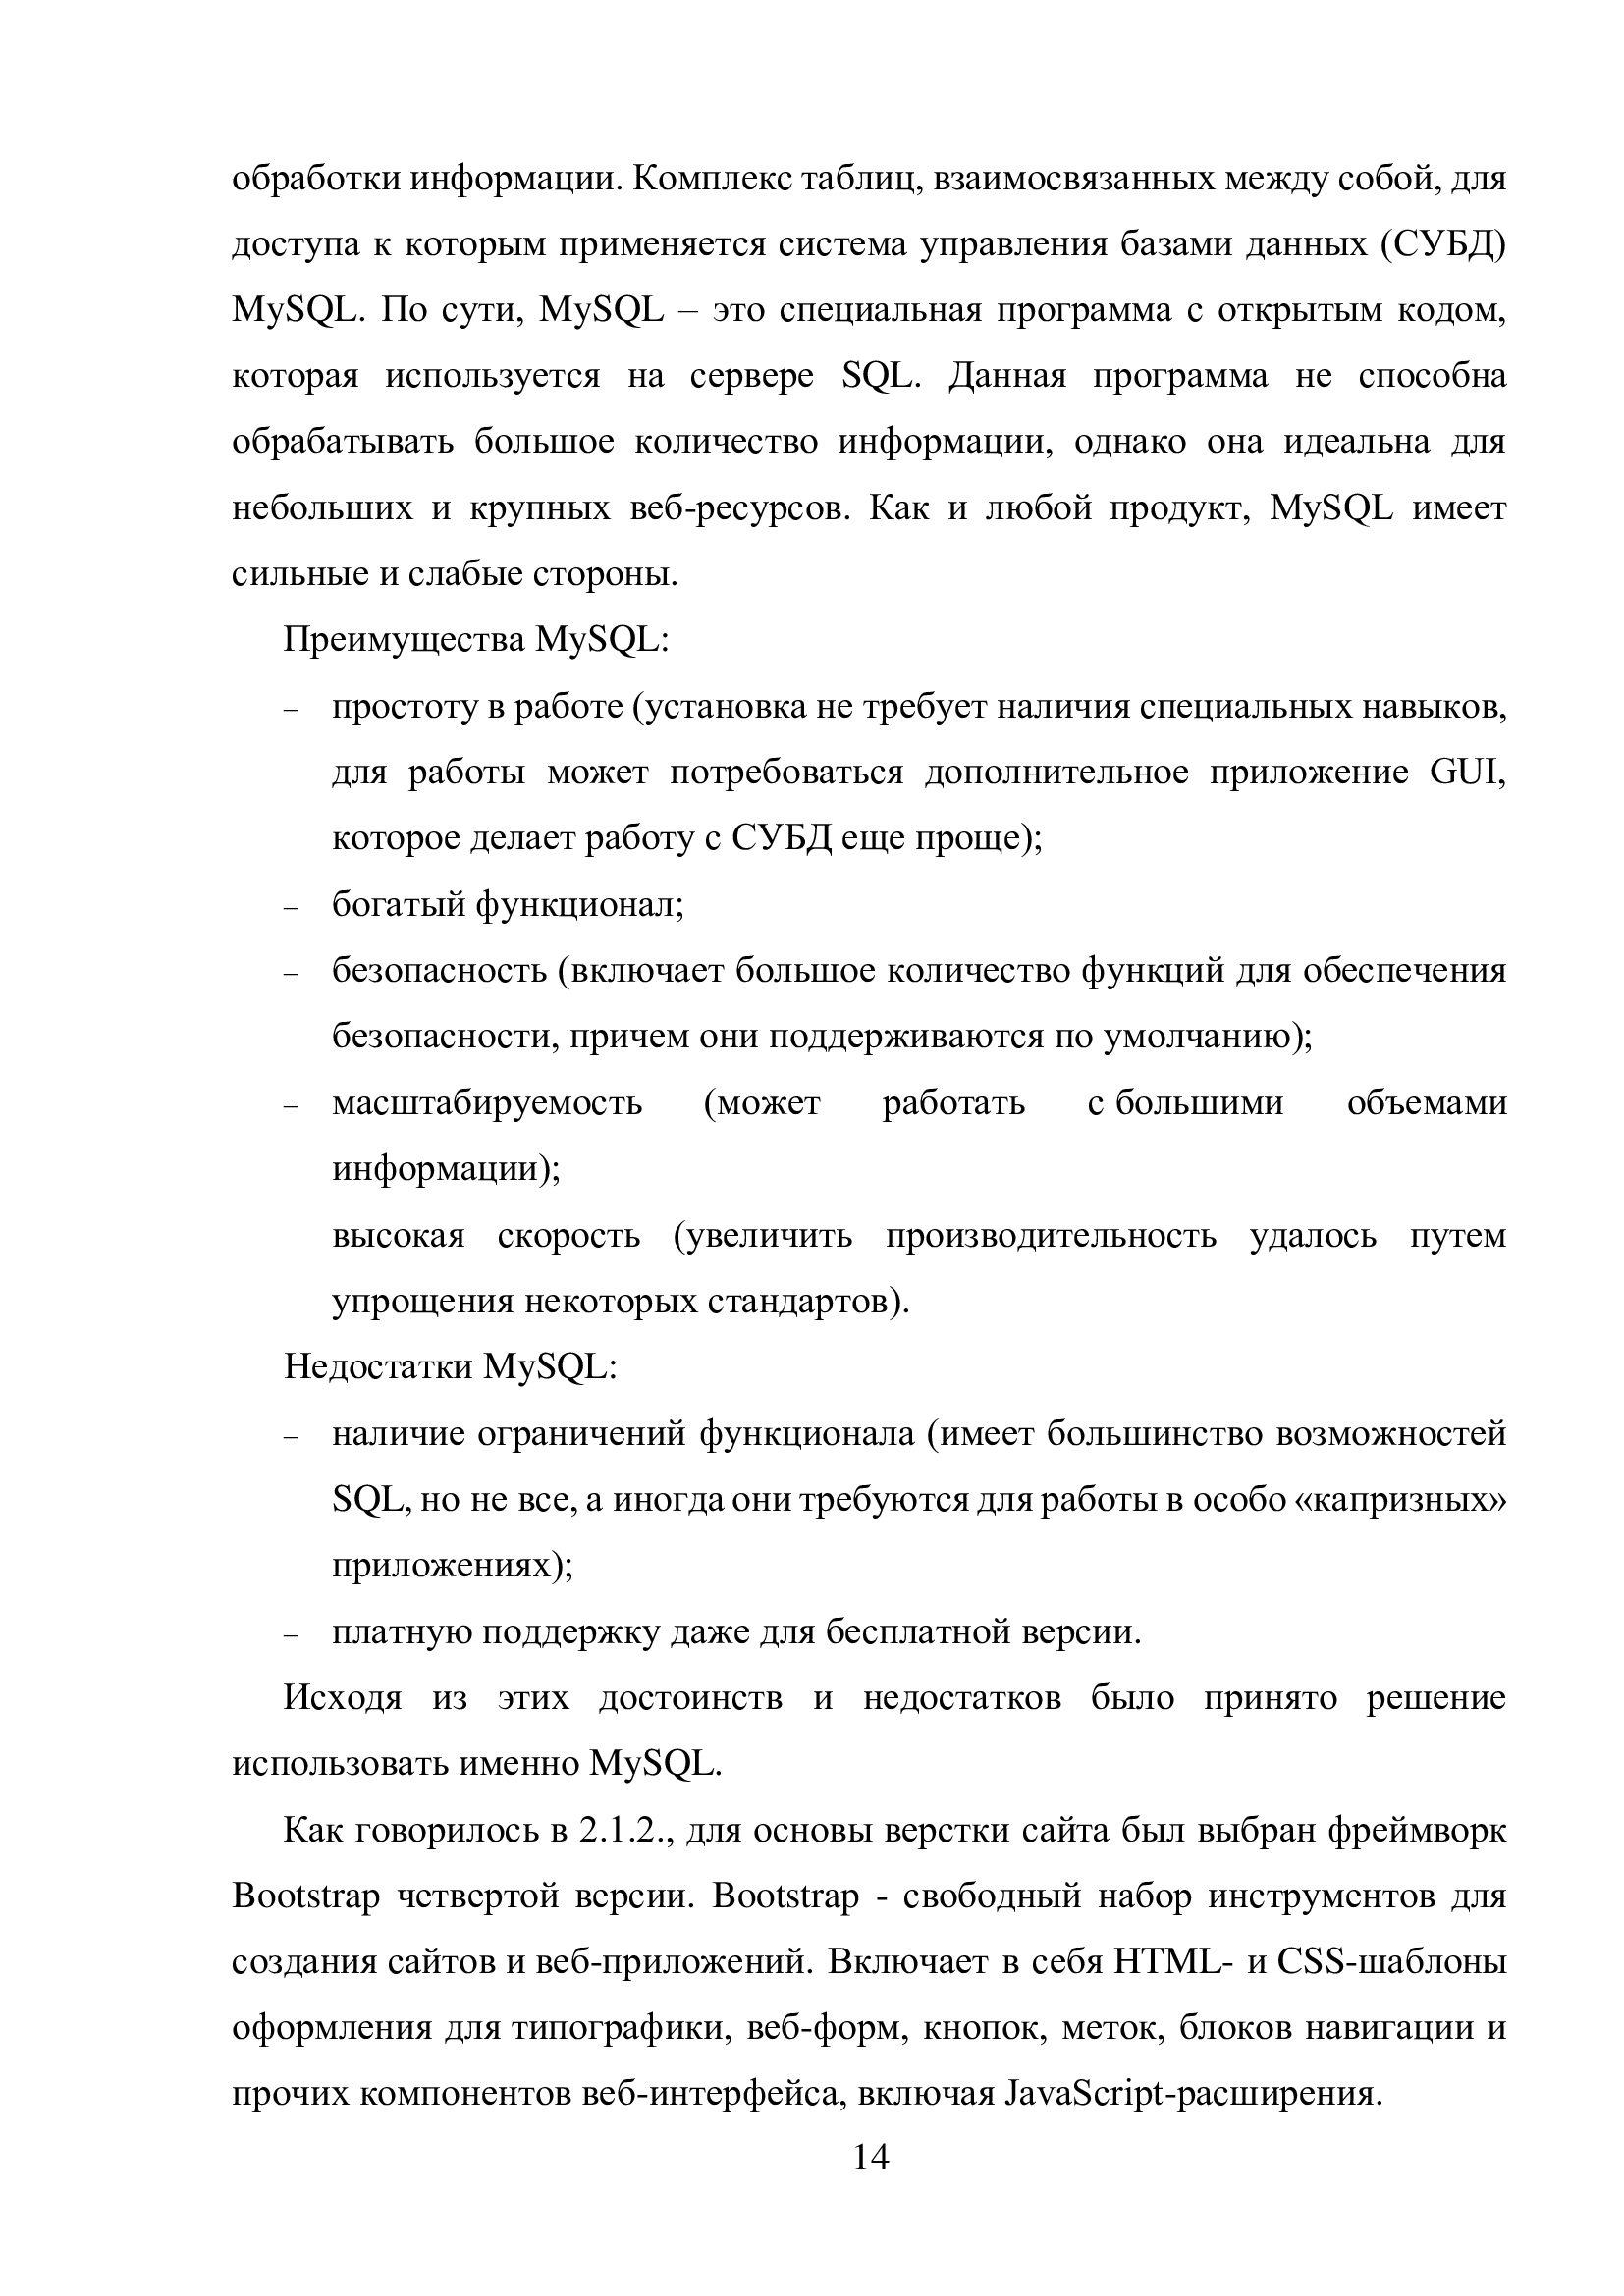 обработки информации. Комплекс таблиц, взаимосвязанных между собой, для
доступа к которым применяется система управления базами данных (СУБД)
MySQL. По сути, MySQL – это специальная программа с открытым кодом,
которая используется на сервере SQL. Данная программа не способна
обрабатывать большое количество информации, однако она идеальна для
небольших и крупных веб-ресурсов. Как и любой продукт, MySQL имеет
сильные и слабые стороны.
Преимущества MySQL:
– простоту в работе (установка не требует наличия специальных навыков,
для работы может потребоваться дополнительное приложение GUI,
которое делает работу с СУБД еще проще);
– богатый функционал;
– безопасность (включает большое количество функций для обеспечения
безопасности, причем они поддерживаются по умолчанию);
– масштабируемость (может работать с большими объемами
информации);
высокая скорость (увеличить производительность удалось путем
упрощения некоторых стандартов).
Недостатки MySQL:
– наличие ограничений функционала (имеет большинство возможностей
SQL, но не все, а иногда они требуются для работы в особо «капризных»
приложениях);
– платную поддержку даже для бесплатной версии.
Исходя из этих достоинств и недостатков было принято решение
использовать именно MySQL.
Как говорилось в 2.1.2., для основы верстки сайта был выбран фреймворк
Bootstrap четвертой версии. Bootstrap - свободный набор инструментов для
создания сайтов и веб-приложений. Включает в себя HTML- и CSS-шаблоны
оформления для типографики, веб-форм, кнопок, меток, блоков навигации и
прочих компонентов веб-интерфейса, включая JavaScript-расширения.
14